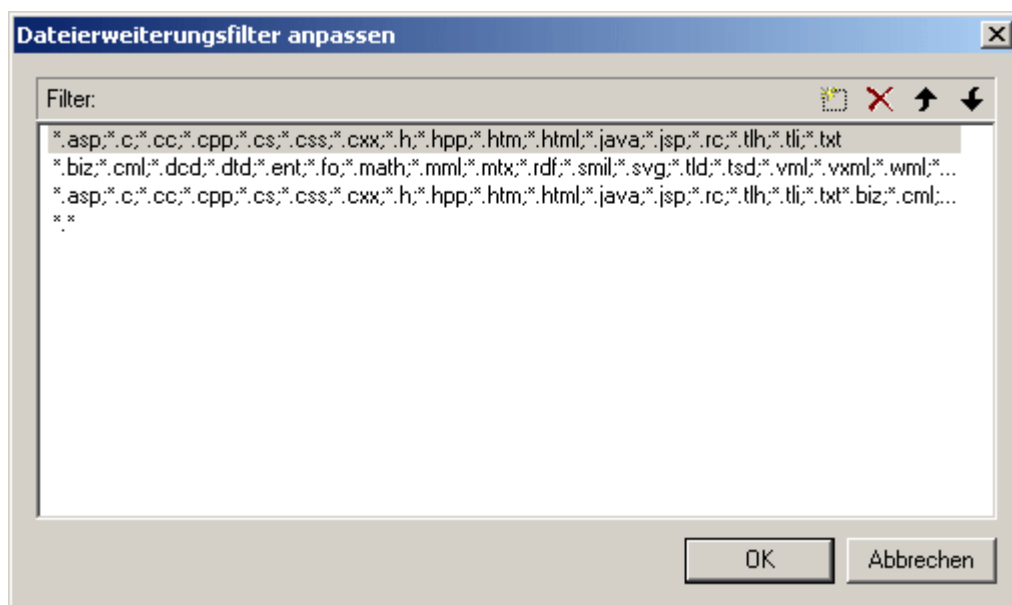 Dateierweiterungsfilter anpassen
Filter:
*.asp;*.c;*.cc;*.cpp;*.cs;*.css;*.cxx;*.h;*.hpp;*.htm;*.html;*.java;*.jsp;*.rc;*.tlh;*.tli;*.txt
*.biz;*.cml;*.dcd;*.dtd;*.ent;*.fo;*.math;*.mml;*.mtx;*.rdf;*.smil;*.svg;*.tld;*.tsd;*.vml;*.vxml;*.wml;*...
*.asp;*.c;*.cc;*.cpp;*.cs;*.css;*.cxx;*.h;*.hpp;*.htm;*.html;*.java;*.jsp;*.rc;*.tlh;*.tli;*.txt*.biz;*.cml;...
*.*
OK Abbrechen